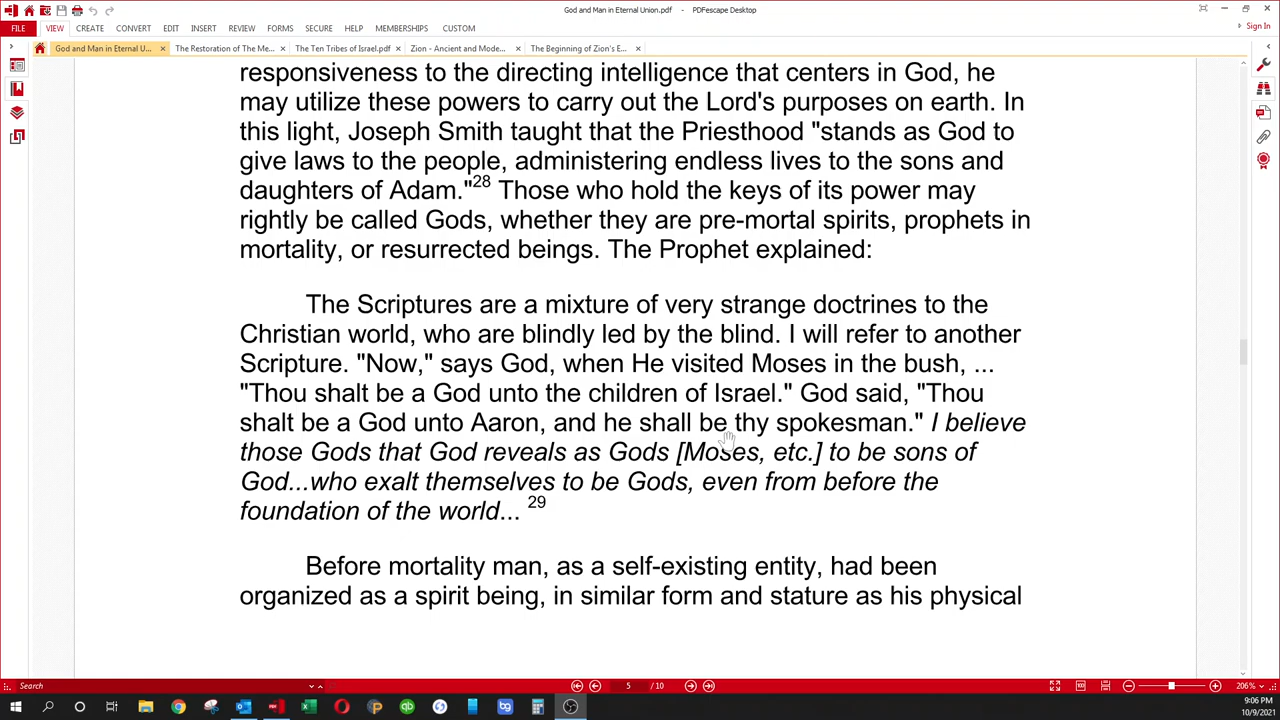 God and Man in Eternal Union.pdf - PDFescape Desktop
FILE VIEW CREATE CONVERT EDIT INSERT REVIEW FORMS SECURE HELP MEMBERSHIPS CUSTOM Sign In
God and Man in Eternal U... The Restoration of The Me... The Ten Tribes of Israel.pdf Zion - Ancient and Mode... The Beginning of Zion's E...
responsiveness to the directing intelligence that centers in God, he
may utilize these powers to carry out the Lord's purposes on earth. In
this light, Joseph Smith taught that the Priesthood "stands as God to
give laws to the people, administering endless lives to the sons and
daughters of Adam."28 Those who hold the keys of its power may
rightly be called Gods, whether they are pre-mortal spirits, prophets in
mortality, or resurrected beings. The Prophet explained:
The Scriptures are a mixture of very strange doctrines to the
Christian world, who are blindly led by the blind. I will refer to another
Scripture. "Now," says God, when He visited Moses in the bush, ...
"Thou shalt be a God unto the children of Israel." God said, "Thou
shalt be a God unto Aaron, and he shall be thy spokesman." I believe
those Gods that God reveals as Gods [Moses, etc.] to be sons of
God...who exalt themselves to be Gods, even from before the
foundation of the world... 29
Before mortality man, as a self-existing entity, had been
organized as a spirit being, in similar form and stature as his physical
Search 5 / 10 206%
9:06 PM
10/9/2021